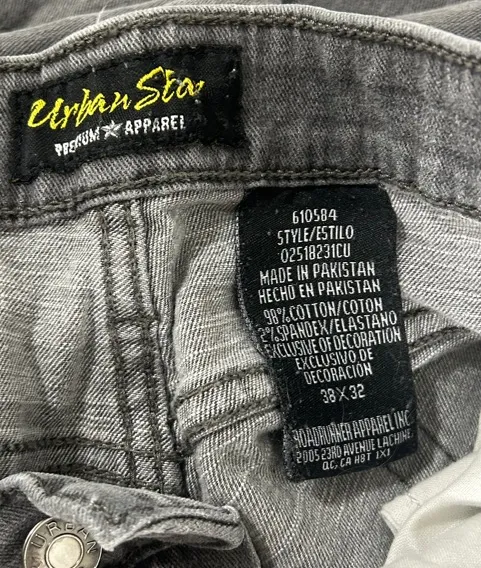 Urban Star
PREMIUM ★ APPAREL
610584
STYLE/ESTILO
02518231CU
MADE IN PAKISTAN
HECHO EN PAKISTAN
98%COTTON/COTON
2%SPANDEX/ELASTANO
EXCLUSIVE OF DECORATION
EXCLUSIVO DE
DECORACIÓN
38X32
ROADRUNNER APPAREL INC
2005 23RD AVENUE LACHINE,
QC, CA H8T 1X1
URBAN